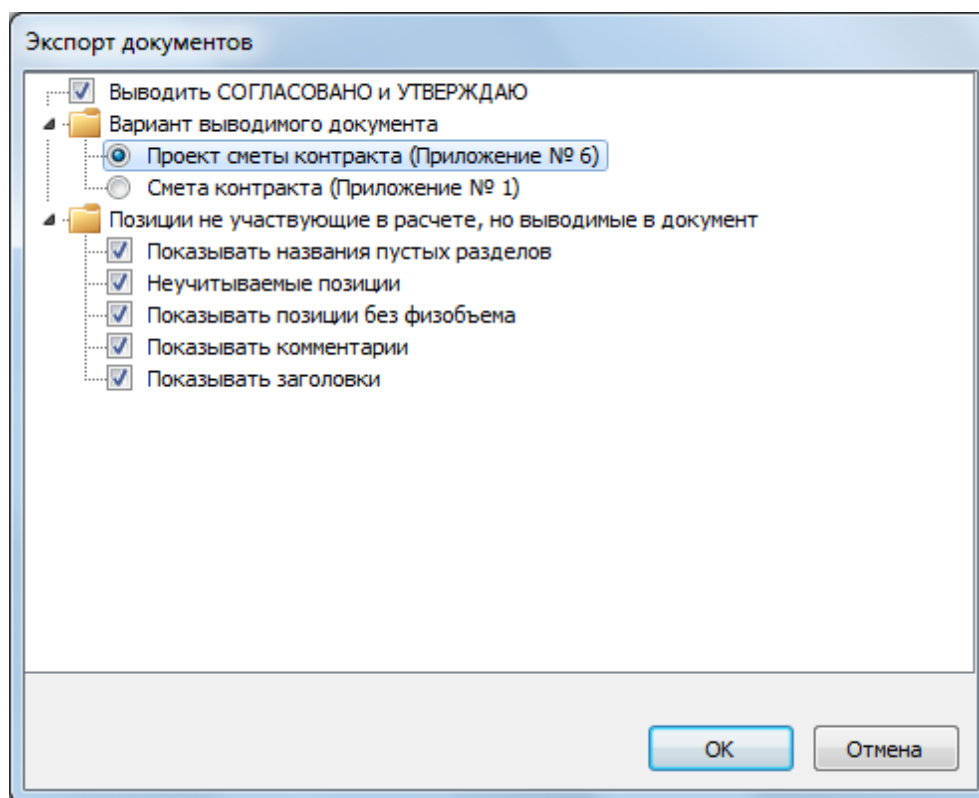 Экспорт документов
Выводить СОГЛАСОВАНО и УТВЕРЖДАЮ
Вариант выводимого документа
Проект сметы контракта (Приложение № 6)
Смета контракта (Приложение № 1)
Позиции не участвующие в расчете, но выводимые в документ
Показывать названия пустых разделов
Неучитываемые позиции
Показывать позиции без физобъема
Показывать комментарии
Показывать заголовки
OK
Отмена